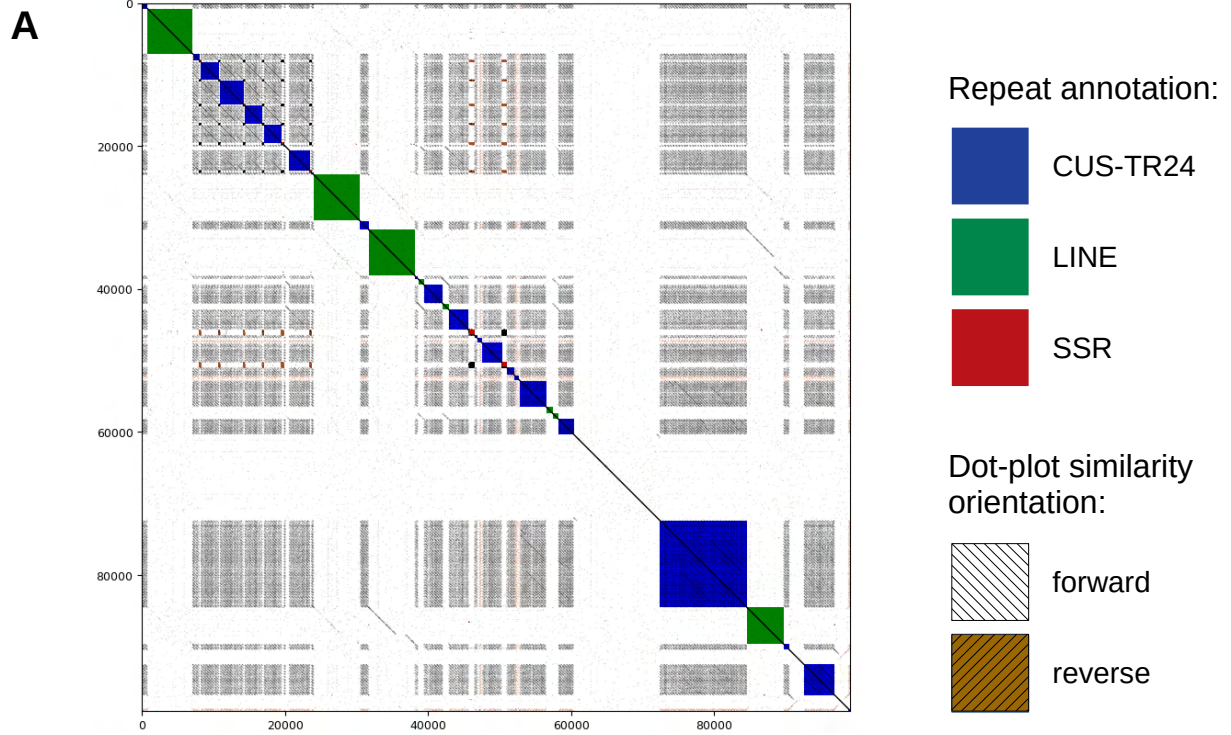 A
0
20000
40000
60000
80000
0
20000
40000
60000
80000
Repeat annotation:
CUS-TR24
LINE
SSR
Dot-plot similarity
orientation:
forward
reverse